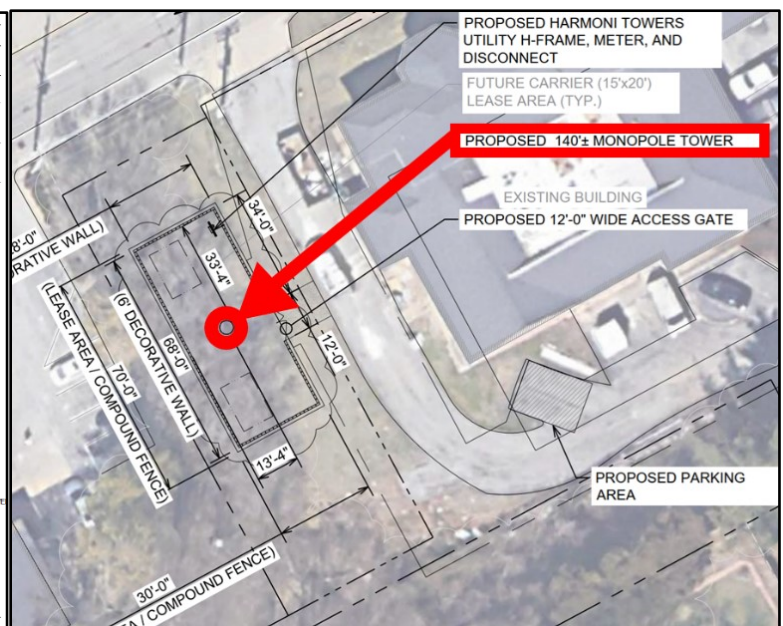 PROPOSED HARMONI TOWERS
UTILITY H-FRAME, METER, AND
DISCONNECT
FUTURE CARRIER (15'x20')
LEASE AREA (TYP.)
PROPOSED 140'± MONOPOLE TOWER
EXISTING BUILDING
PROPOSED 12'-0" WIDE ACCESS GATE
34'-0"
33'-4"
12'-0"
8'-0"
DECORATIVE WALL)
68'-0"
(6' DECORATIVE WALL)
70'-0"
(LEASE AREA / COMPOUND FENCE)
13'-4"
PROPOSED PARKING
AREA
30'-0"
/ COMPOUND FENCE)